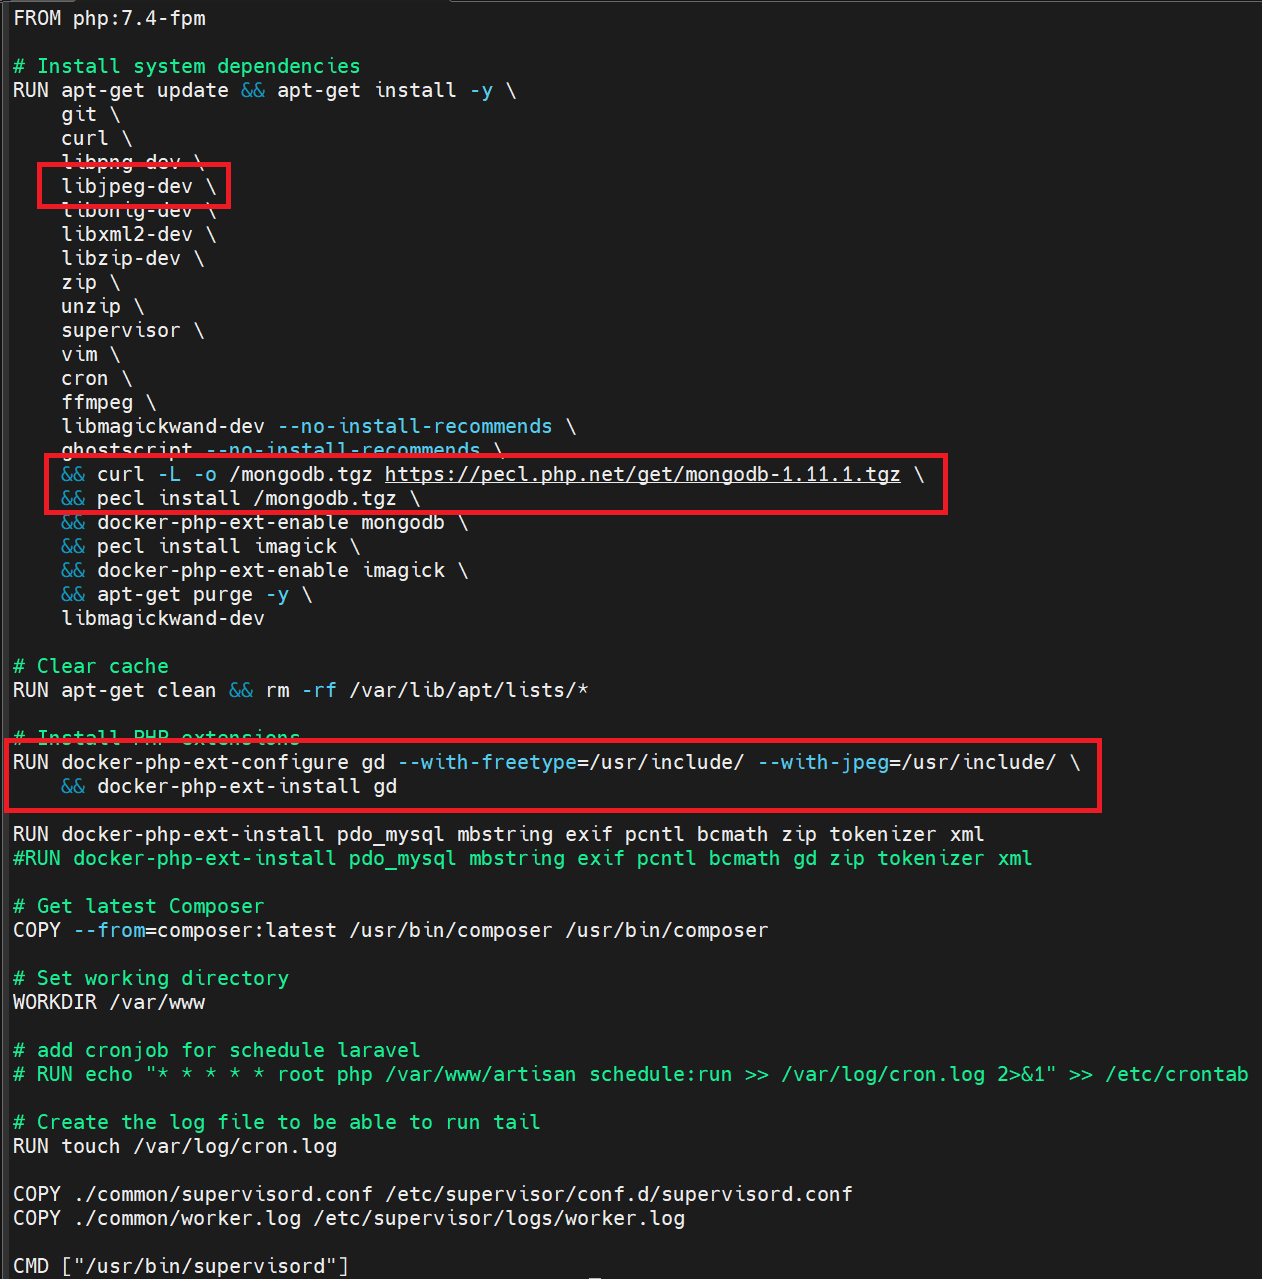 FROM php:7.4-fpm
# Install system dependencies
RUN apt-get update && apt-get install -y \
git \
curl \
libpng-dev \
libjpeg-dev \
libonig-dev \
libxml2-dev \
libzip-dev \
zip \
unzip \
supervisor \
vim \
cron \
ffmpeg \
libmagickwand-dev --no-install-recommends \
ghostscript --no-install-recommends \
&& curl -L -o /mongodb.tgz https://pecl.php.net/get/mongodb-1.11.1.tgz \
&& pecl install /mongodb.tgz \
&& docker-php-ext-enable mongodb \
&& pecl install imagick \
&& docker-php-ext-enable imagick \
&& apt-get purge -y \
libmagickwand-dev
# Clear cache
RUN apt-get clean && rm -rf /var/lib/apt/lists/*
# Install PHP extensions
RUN docker-php-ext-configure gd --with-freetype=/usr/include/ --with-jpeg=/usr/include/ \
&& docker-php-ext-install gd
RUN docker-php-ext-install pdo_mysql mbstring exif pcntl bcmath zip tokenizer xml
#RUN docker-php-ext-install pdo_mysql mbstring exif pcntl bcmath gd zip tokenizer xml
# Get latest Composer
COPY --from=composer:latest /usr/bin/composer /usr/bin/composer
# Set working directory
WORKDIR /var/www
# add cronjob for schedule laravel
# RUN echo "* * * * * root php /var/www/artisan schedule:run >> /var/log/cron.log 2>&1" >> /etc/crontab
# Create the log file to be able to run tail
RUN touch /var/log/cron.log
COPY ./common/supervisord.conf /etc/supervisor/conf.d/supervisord.conf
COPY ./common/worker.log /etc/supervisor/logs/worker.log
CMD ["/usr/bin/supervisord"]